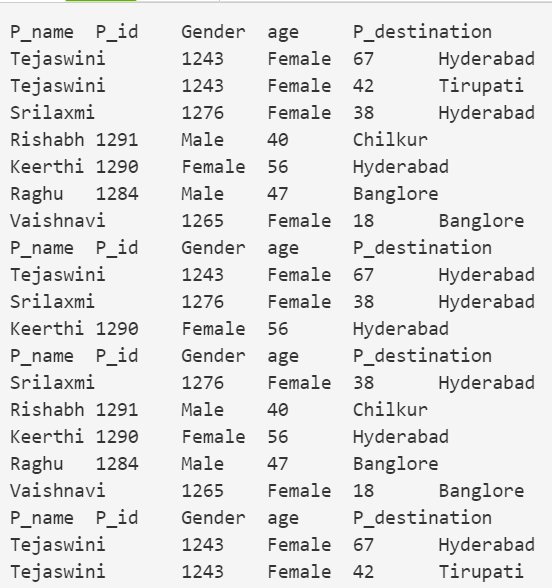 P_name P_id Gender age P_destination
Tejaswini 1243 Female 67 Hyderabad
Tejaswini 1243 Female 42 Tirupati
Srilaxmi 1276 Female 38 Hyderabad
Rishabh 1291 Male 40 Chilkur
Keerthi 1290 Female 56 Hyderabad
Raghu 1284 Male 47 Banglore
Vaishnavi 1265 Female 18 Banglore
P_name P_id Gender age P_destination
Tejaswini 1243 Female 67 Hyderabad
Srilaxmi 1276 Female 38 Hyderabad
Keerthi 1290 Female 56 Hyderabad
P_name P_id Gender age P_destination
Srilaxmi 1276 Female 38 Hyderabad
Rishabh 1291 Male 40 Chilkur
Keerthi 1290 Female 56 Hyderabad
Raghu 1284 Male 47 Banglore
Vaishnavi 1265 Female 18 Banglore
P_name P_id Gender age P_destination
Tejaswini 1243 Female 67 Hyderabad
Tejaswini 1243 Female 42 Tirupati